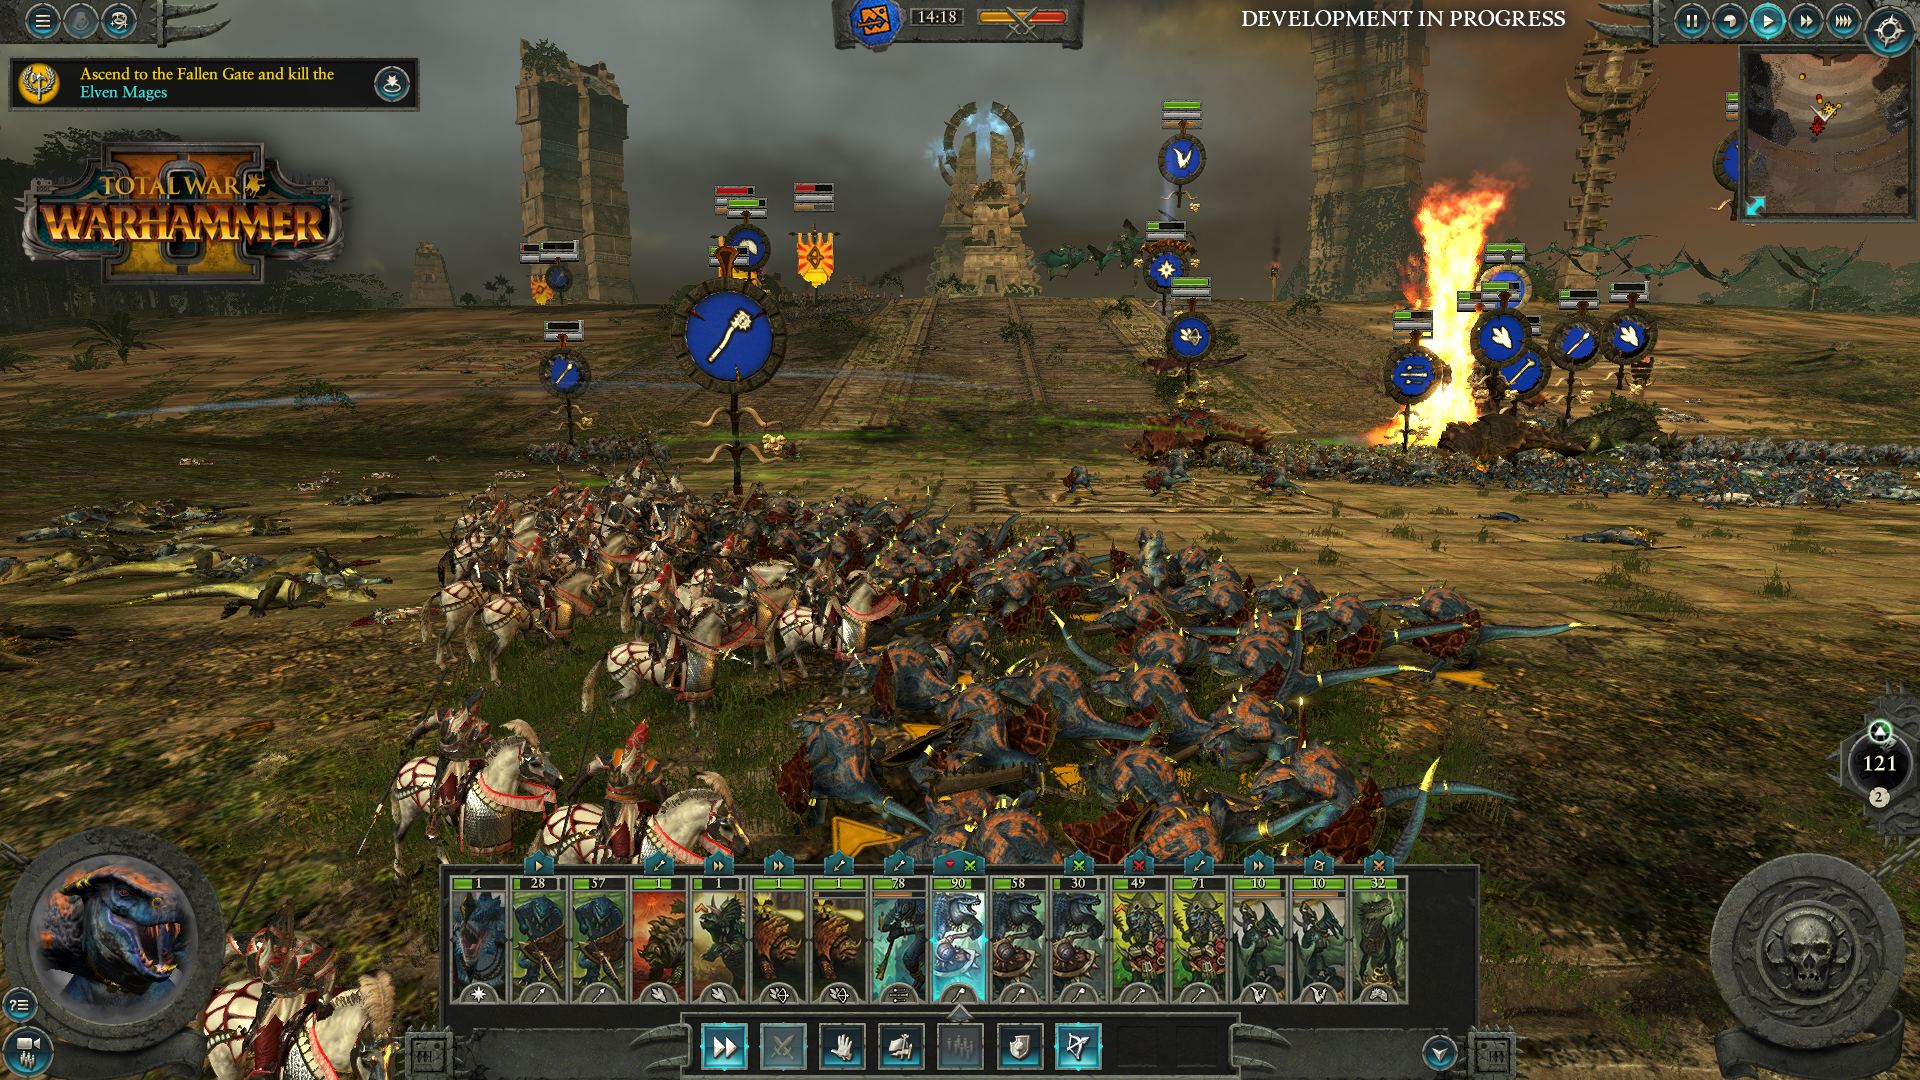 14:18
DEVELOPMENT IN PROGRESS
Ascend to the Fallen Gate and kill the
Elven Mages
II
TOTAL WAR
WARHAMMER
121
2
1 28 57 1 1 1 1 78 90 58 30 49 71 10 10 32
?